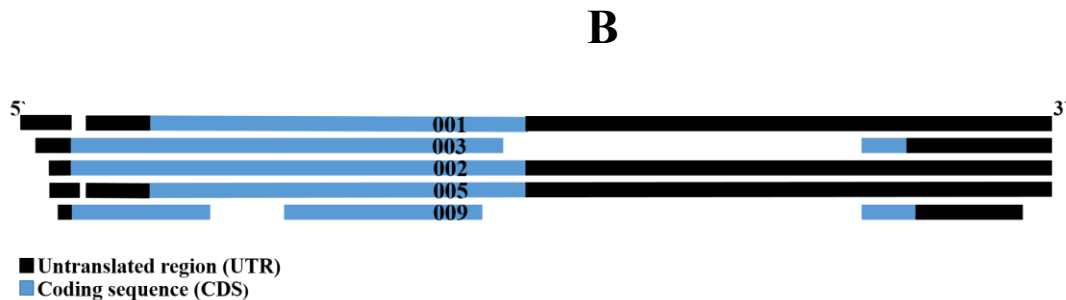 B
5` 3`
001
003
002
005
009
Untranslated region (UTR)
Coding sequence (CDS)